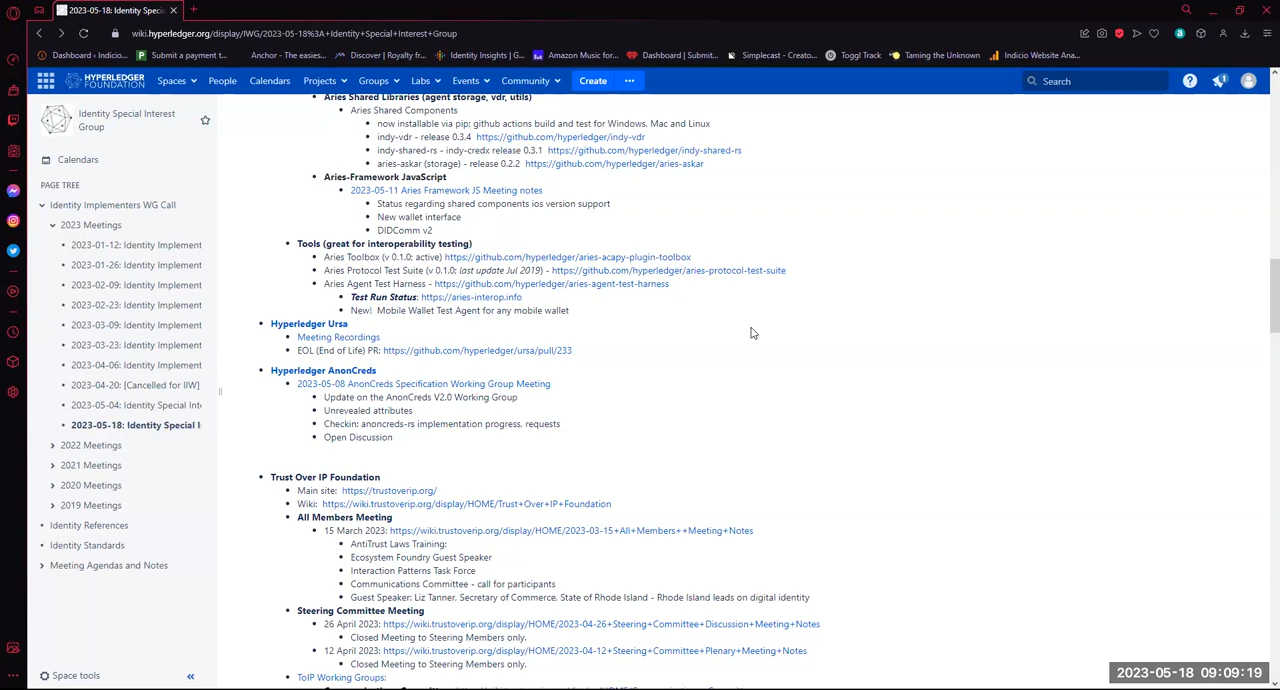 2023-05-18: Identity Speci
wiki.hyperledger.org/display/IWG/2023-05-18%3A+Identity+Special+Interest+Group
Dashboard ‹ Indicio...
Submit a payment t...
Anchor - The easies...
Discover | Royalty fr...
Identity Insights | G...
Amazon Music for...
Dashboard | Submit...
Simplecast - Creato...
Toggl Track
Taming the Unknown
Indicio Website Ana...
HYPERLEDGER FOUNDATION
Spaces
People
Calendars
Projects
Groups
Labs
Events
Community
Create
Search
Identity Special Interest
Group
Calendars
PAGE TREE
Identity Implementers WG Call
2023 Meetings
2023-01-12: Identity Implement
2023-01-26: Identity Implement
2023-02-09: Identity Implement
2023-02-23: Identity Implement
2023-03-09: Identity Implement
2023-03-23: Identity Implement
2023-04-06: Identity Implement
2023-04-20: [Cancelled for IIW]
2023-05-04: Identity Special Int
2023-05-18: Identity Special I
2022 Meetings
2021 Meetings
2020 Meetings
2019 Meetings
Identity References
Identity Standards
Meeting Agendas and Notes
Space tools
Aries Shared Libraries (agent storage, vdr, utils)
Aries Shared Components
now installable via pip: github actions build and test for Windows, Mac and Linux
indy-vdr - release 0.3.4 https://github.com/hyperledger/indy-vdr
indy-shared-rs - indy-credx release 0.3.1 https://github.com/hyperledger/indy-shared-rs
aries-askar (storage) - release 0.2.2 https://github.com/hyperledger/aries-askar
Aries-Framework JavaScript
2023-05-11 Aries Framework JS Meeting notes
Status regarding shared components ios version support
New wallet interface
DIDComm v2
Tools (great for interoperability testing)
Aries Toolbox (v 0.1.0; active) https://github.com/hyperledger/aries-acapy-plugin-toolbox
Aries Protocol Test Suite (v 0.1.0; last update Jul 2019) - https://github.com/hyperledger/aries-protocol-test-suite
Aries Agent Test Harness - https://github.com/hyperledger/aries-agent-test-harness
Test Run Status: https://aries-interop.info
New! Mobile Wallet Test Agent for any mobile wallet
Hyperledger Ursa
Meeting Recordings
EOL (End of Life) PR: https://github.com/hyperledger/ursa/pull/233
Hyperledger AnonCreds
2023-05-08 AnonCreds Specification Working Group Meeting
Update on the AnonCreds V2.0 Working Group
Unrevealed attributes
Checkin: anoncreds-rs implementation progress, requests
Open Discussion
Trust Over IP Foundation
Main site: https://trustoverip.org/
Wiki: https://wiki.trustoverip.org/display/HOME/Trust+Over+IP+Foundation
All Members Meeting
15 March 2023: https://wiki.trustoverip.org/display/HOME/2023-03-15+All+Members++Meeting+Notes
AntiTrust Laws Training:
Ecosystem Foundry Guest Speaker
Interaction Patterns Task Force
Communications Committee - call for participants
Guest Speaker: Liz Tanner, Secretary of Commerce, State of Rhode Island - Rhode Island leads on digital identity
Steering Committee Meeting
26 April 2023: https://wiki.trustoverip.org/display/HOME/2023-04-26+Steering+Committee+Discussion+Meeting+Notes
Closed Meeting to Steering Members only.
12 April 2023: https://wiki.trustoverip.org/display/HOME/2023-04-12+Steering+Committee+Plenary+Meeting+Notes
Closed Meeting to Steering Members only.
ToIP Working Groups:
2023-05-18 09:09:19